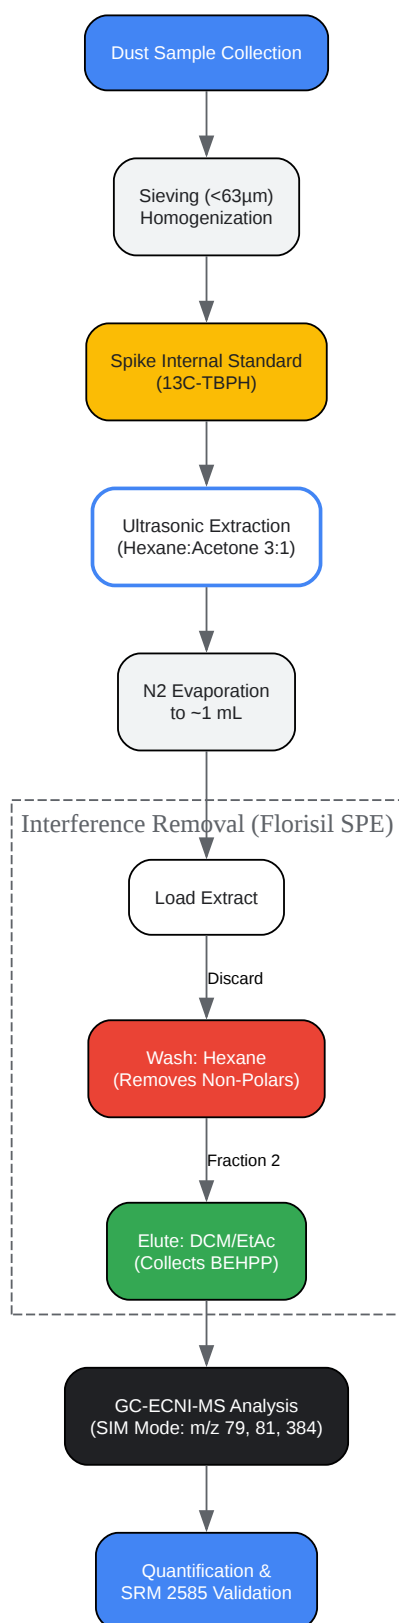 Dust Sample Collection
Sieving (<63µm)
Homogenization
Spike Internal Standard
(13C-TBPH)
Ultrasonic Extraction
(Hexane:Acetone 3:1)
N2 Evaporation
to ~1 mL
Interference Removal (Florisil SPE)
Load Extract
Discard
Wash: Hexane
(Removes Non-Polars)
Fraction 2
Elute: DCM/EtAc
(Collects BEHPP)
GC-ECNI-MS Analysis
(SIM Mode: m/z 79, 81, 384)
Quantification &
SRM 2585 Validation